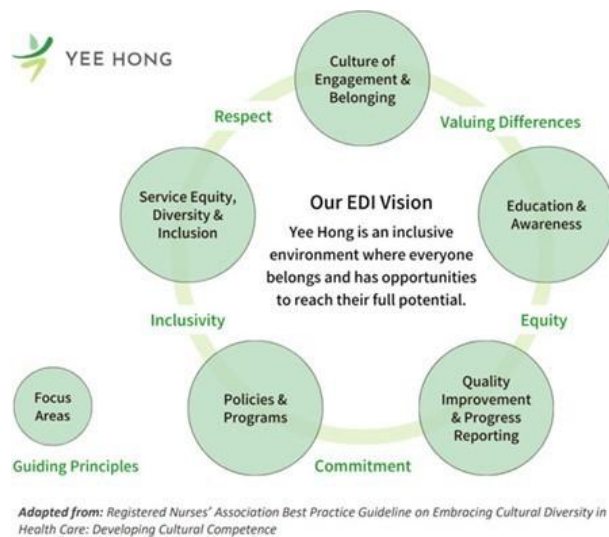 YEE HONG
Culture of
Engagement &
Belonging
Respect
Valuing Differences
Service Equity,
Diversity &
Inclusion
Our EDI Vision
Yee Hong is an inclusive
environment where everyone
belongs and has opportunities
to reach their full potential.
Education &
Awareness
Inclusivity
Equity
Focus
Areas
Policies &
Programs
Quality
Improvement
& Progress
Reporting
Guiding Principles
Commitment
Adapted from: Registered Nurses' Association Best Practice Guideline on Embracing Cultural Diversity in
Health Care: Developing Cultural Competence